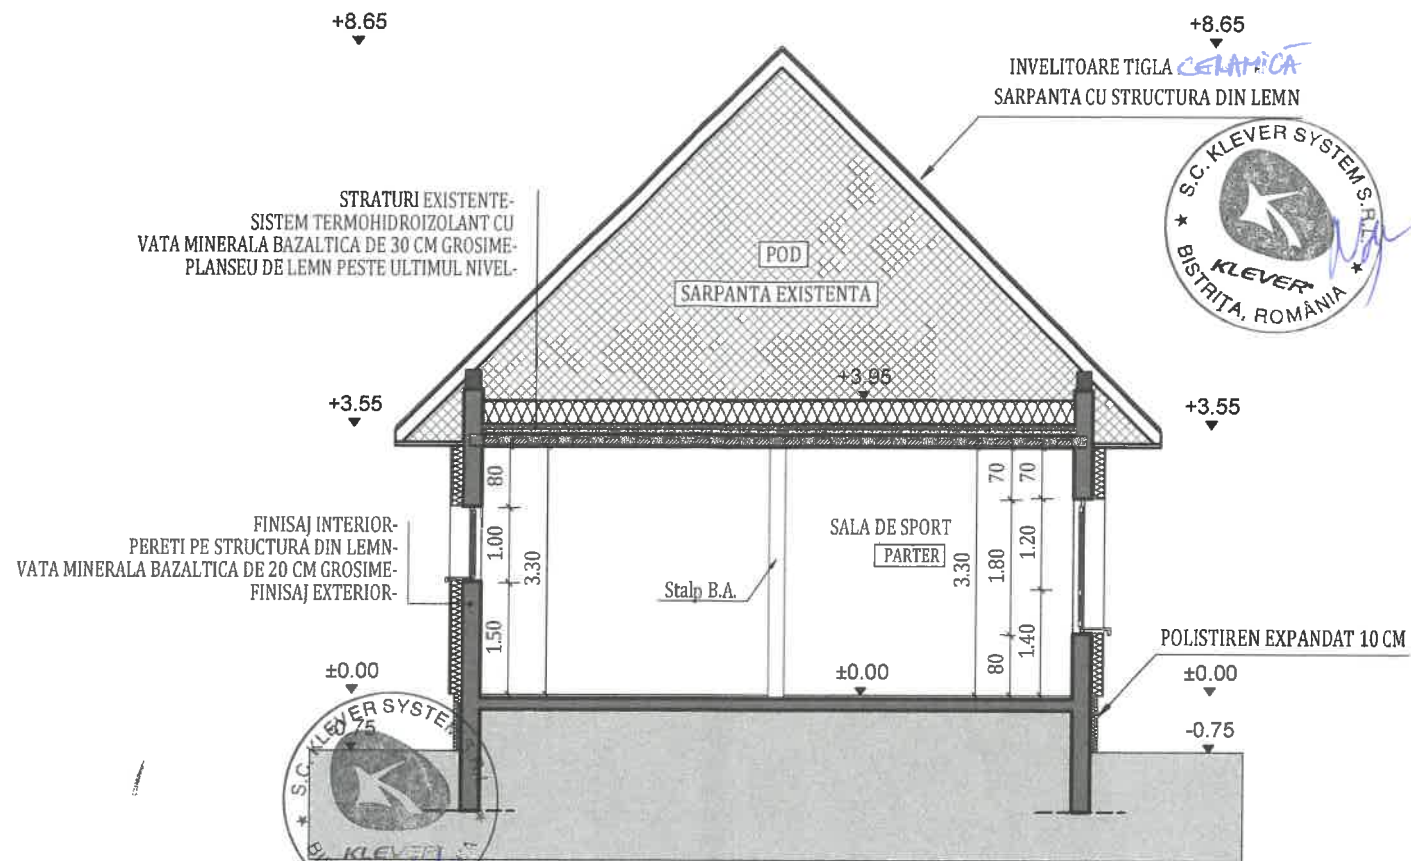 +8.65
+8.65
INVELITOARE TIGLA CERAMICĂ
SARPANTA CU STRUCTURA DIN LEMN
S.C. KLEVER SYSTEM S.R.L.
KLEVER
★ BISTRIȚA, ROMÂNIA ★
STRATURI EXISTENTE-
SISTEM TERMOHIDROIZOLANT CU
VATA MINERALA BAZALTICA DE 30 CM GROSIME-
PLANSEU DE LEMN PESTE ULTIMUL NIVEL-
POD
SARPANTA EXISTENTA
+3.95
+3.55
+3.55
80
1.00
1.50
3.30
FINISAJ INTERIOR-
PERETI PE STRUCTURA DIN LEMN-
VATA MINERALA BAZALTICA DE 20 CM GROSIME-
FINISAJ EXTERIOR-
SALA DE SPORT
PARTER
Stalp B.A.
3.30
70
1.80
80
70
1.20
1.40
POLISTIREN EXPANDAT 10 CM
±0.00
±0.00
±0.00
-0.75
-0.75
S.C. KLEVER SYSTE
KLEVER